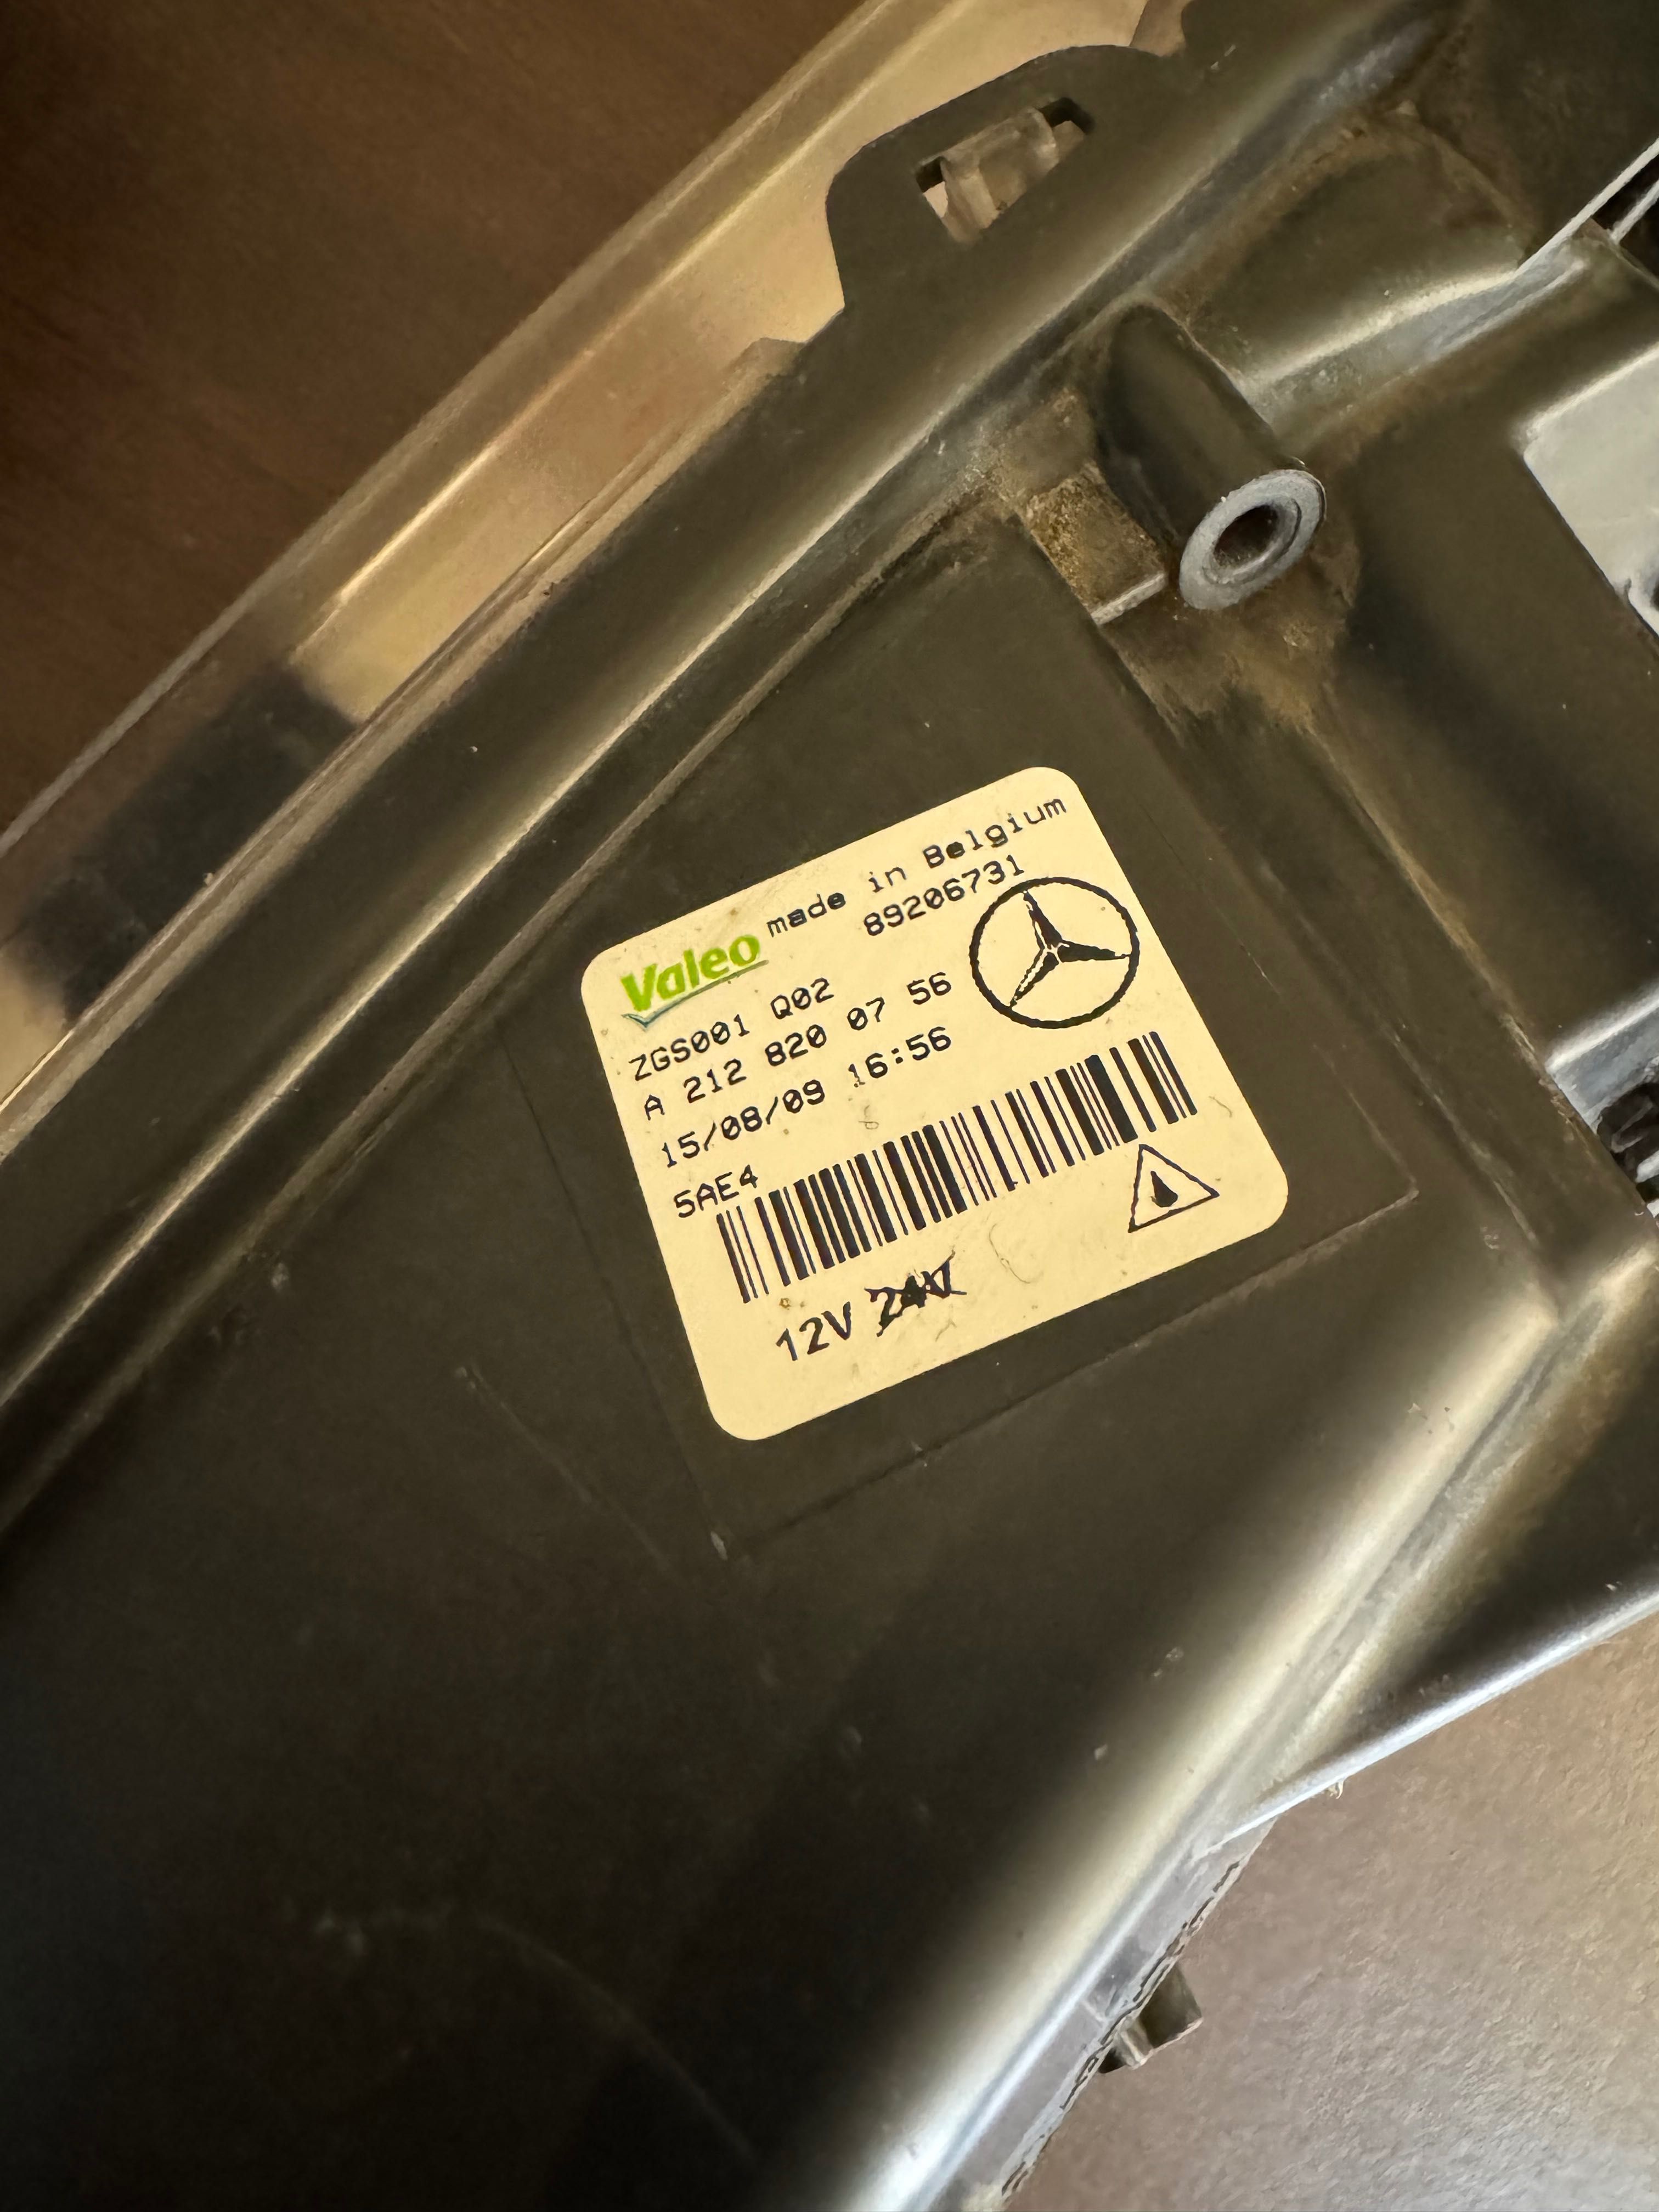 made in Belgium
Valeo 89206731
ZGS001 Q02
A 212 820 07 56
15/08/09 16:56
5AE4
12V 24V